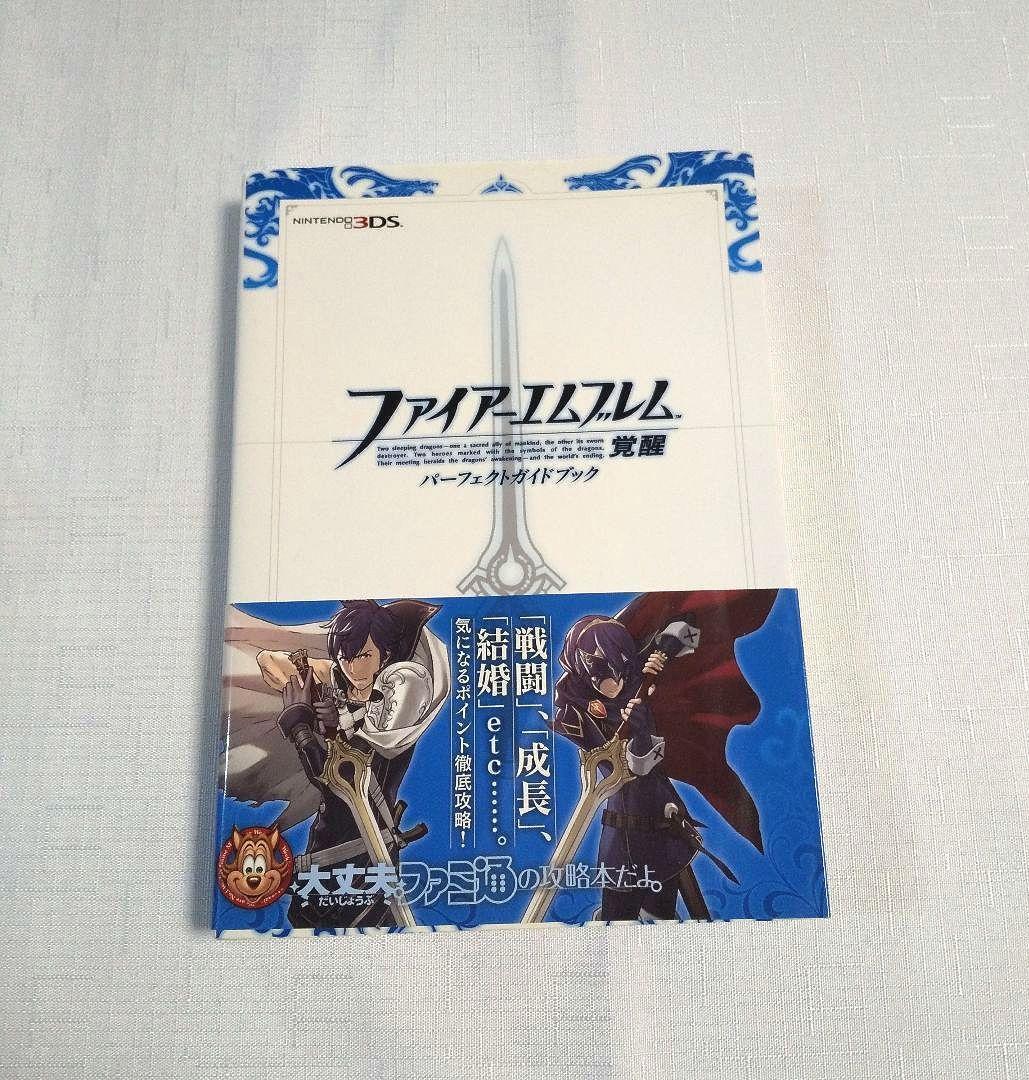 NINTENDO3DS™
ファイアーエムブレム™
Two sleeping dragons—one a sacred ally of mankind, the other its sworn
destroyer. Two heroes marked with the symbols of the dragons.
Their meeting heralds the dragons' awakening—and the world's ending.
覚醒
パーフェクトガイドブック
「戦闘」、「成長」、
「結婚」etc……。
気になるポイント徹底攻略！
大丈夫
だいじょうぶ
ファミ通の攻略本だよ。